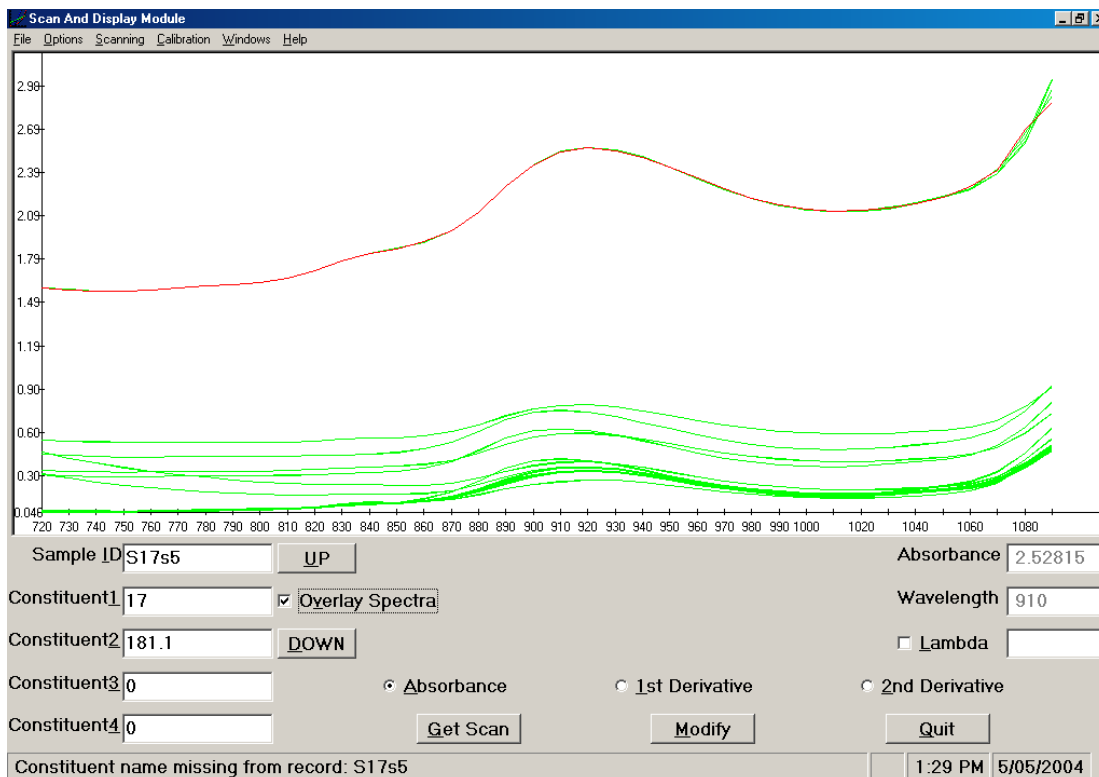 Scan And Display Module
File Options Scanning Calibration Windows Help
2.98
2.69
2.39
2.09
1.79
1.49
1.19
0.90
0.60
0.30
0.046
720 730 740 750 760 770 780 790 800 810 820 830 840 850 860 870 880 890 900 910 920 930 940 950 960 970 980 990 1000 1020 1040 1060 1080
Sample ID S17s5 UP Absorbance 2.52815
Constituent1 17 Overlay Spectra Wavelength 910
Constituent2 181.1 DOWN Lambda
Constituent3 0 Absorbance 1st Derivative 2nd Derivative
Constituent4 0 Get Scan Modify Quit
Constituent name missing from record: S17s5 1:29 PM 5/05/2004